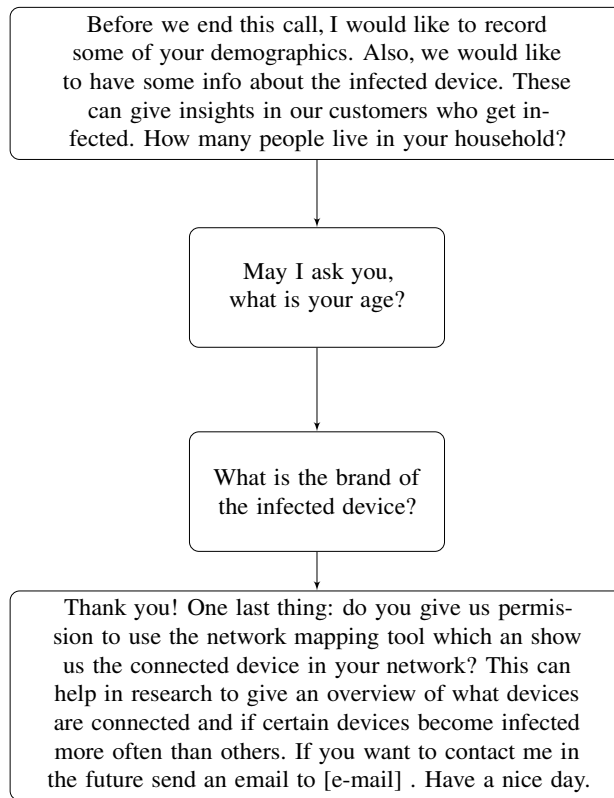 Before we end this call, I would like to record
some of your demographics. Also, we would like
to have some info about the infected device. These
can give insights in our customers who get in-
fected. How many people live in your household?
May I ask you,
what is your age?
What is the brand of
the infected device?
Thank you! One last thing: do you give us permis-
sion to use the network mapping tool which an show
us the connected device in your network? This can
help in research to give an overview of what devices
are connected and if certain devices become infected
more often than others. If you want to contact me in
the future send an email to [e-mail] . Have a nice day.